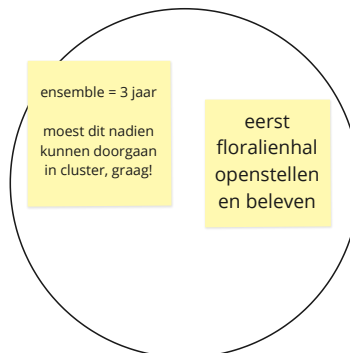 ensemble = 3 jaar
moest dit nadien
kunnen doorgaan
in cluster, graag!
eerst
floralienhal
openstellen
en beleven